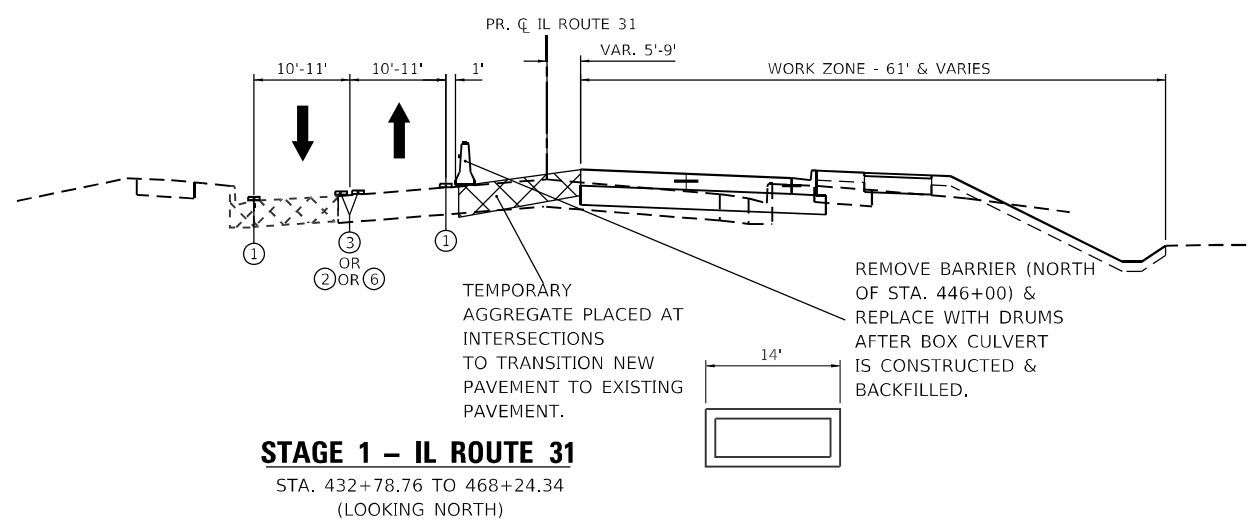 PR. ℄ IL ROUTE 31
VAR. 5'-9'
10'-11'
10'-11'
1'
WORK ZONE - 61' & VARIES
1
3
OR
2 OR 6
1
TEMPORARY
AGGREGATE PLACED AT
INTERSECTIONS
TO TRANSITION NEW
PAVEMENT TO EXISTING
PAVEMENT.
REMOVE BARRIER (NORTH
OF STA. 446+00) &
REPLACE WITH DRUMS
AFTER BOX CULVERT
IS CONSTRUCTED &
BACKFILLED.
14'
STAGE 1 – IL ROUTE 31
STA. 432+78.76 TO 468+24.34
(LOOKING NORTH)